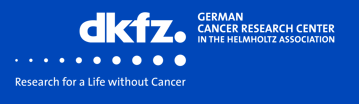 dkfz.
GERMAN
CANCER RESEARCH CENTER
IN THE HELMHOLTZ ASSOCIATION
Research for a Life without Cancer